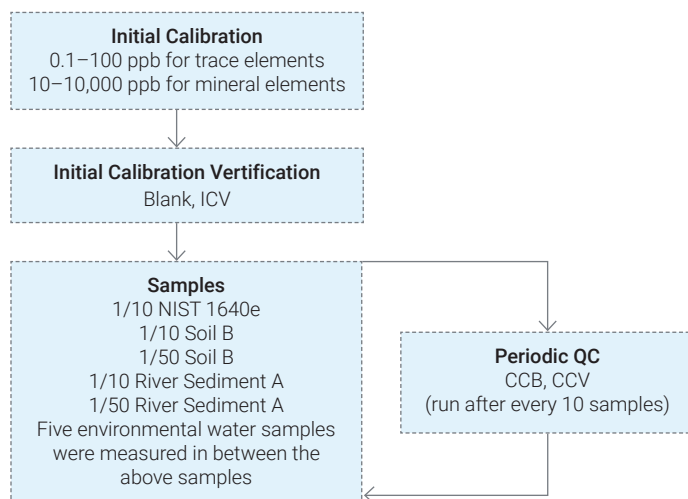 Initial Calibration
0.1–100 ppb for trace elements
10–10,000 ppb for mineral elements
Initial Calibration Vertification
Blank, ICV
Samples
1/10 NIST 1640e
1/10 Soil B
1/50 Soil B
1/10 River Sediment A
1/50 River Sediment A
Five environmental water samples
were measured in between the
above samples
Periodic QC
CCB, CCV
(run after every 10 samples)